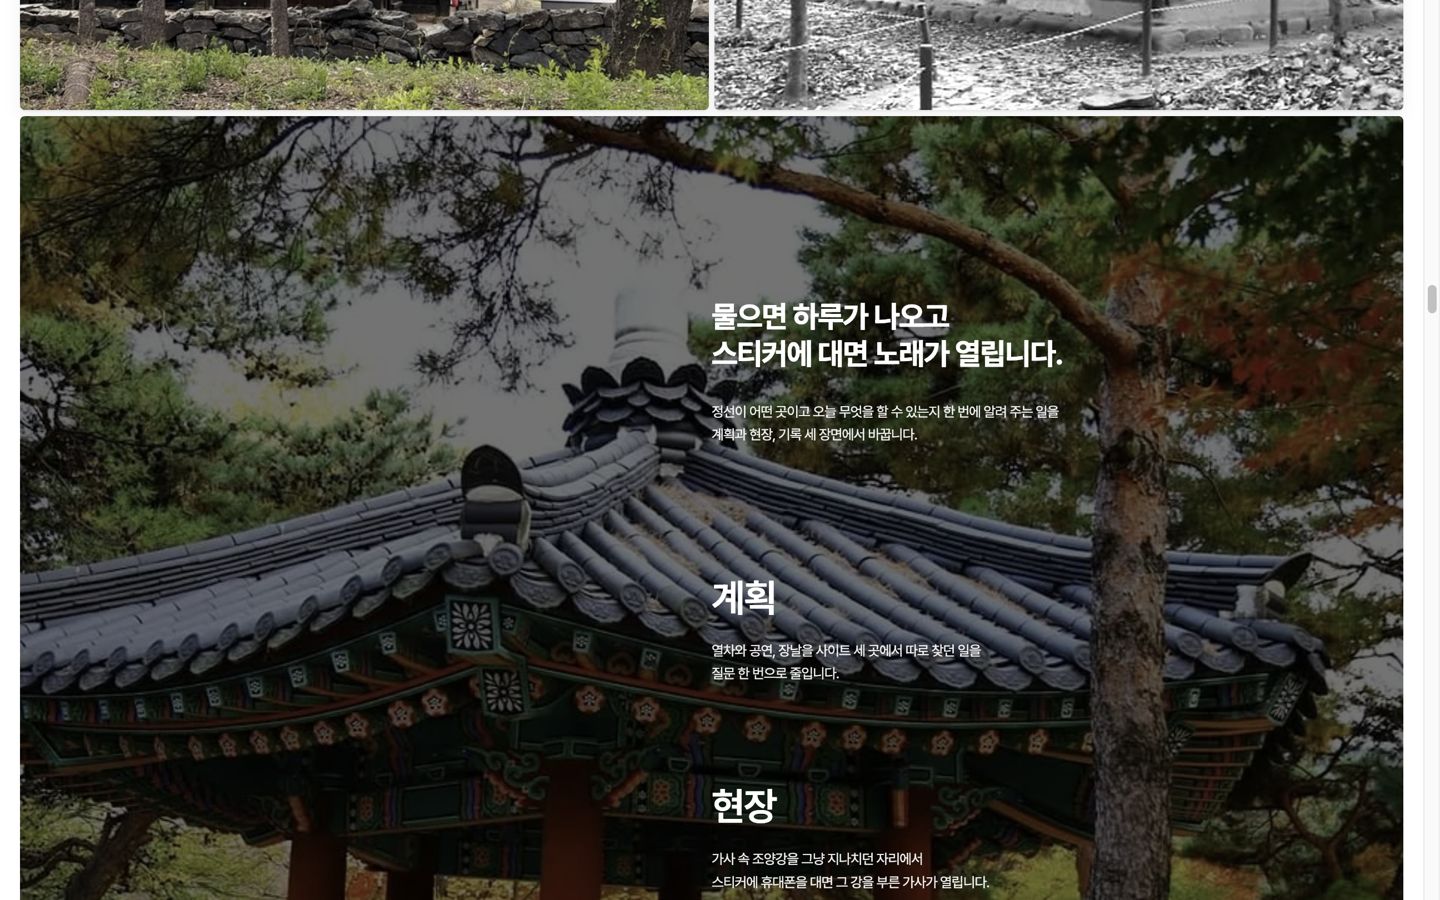 물으면 하루가 나오고
스티커에 대면 노래가 열립니다.
정선이 어떤 곳이고 오늘 무엇을 할 수 있는지 한 번에 알려 주는 일을
계획과 현장, 기록 세 장면에서 바꿉니다.
계획
열차와 공연, 장날을 사이트 세 곳에서 따로 찾던 일을
질문 한 번으로 줄입니다.
현장
가사 속 조양강을 그냥 지나치던 자리에서
스티커에 휴대폰을 대면 그 강을 부른 가사가 열립니다.